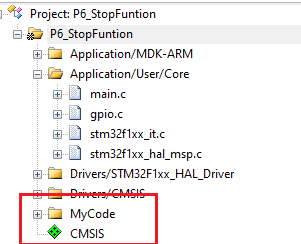 Project: P6_StopFuntion
P6_StopFuntion
Application/MDK-ARM
Application/User/Core
main.c
gpio.c
stm32f1xx_it.c
stm32f1xx_hal_msp.c
Drivers/STM32F1xx_HAL_Driver
Drivers/CMSIS
MyCode
CMSIS